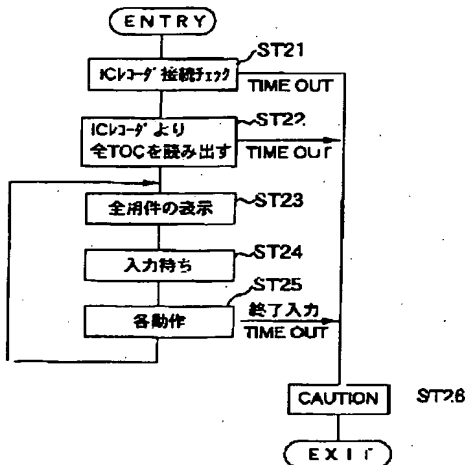 ENTRY
ST21
ICレコーダ接続チェック
TIME OUT
ST22
ICレコーダより
全TOCを読み出す
TIME OUT
ST23
全用件の表示
ST24
入力待ち
ST25
各動作
終了入力
TIME OUT
CAUTION
ST26
EXIT